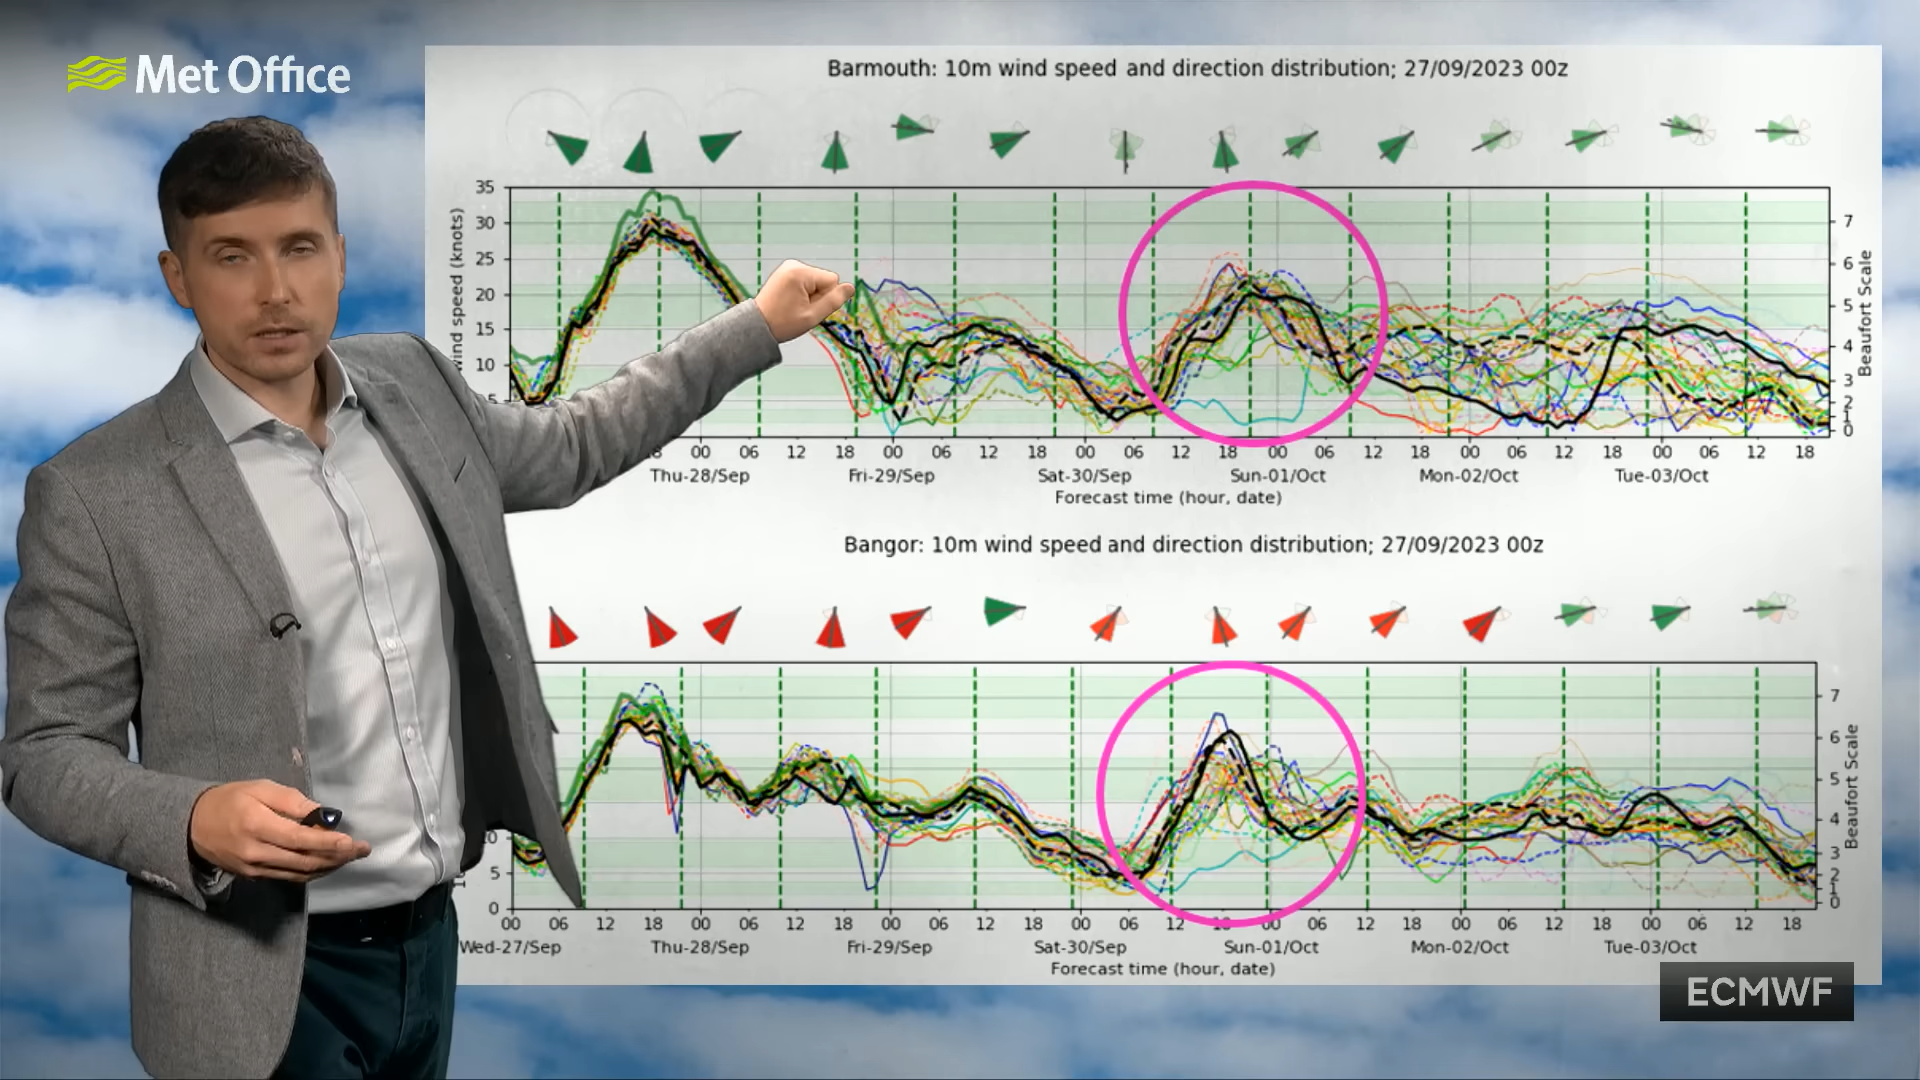 Met Office
Barmouth: 10m wind speed and direction distribution; 27/09/2023 00z
35
30
25
20
15
10
5
wind speed (knots)
7
6
5
4
3
2
1
0
Beaufort Scale
18 00 06 12 18 00 06 12 18 00 06 12 18 00 06 12 18 00 06 12 18
Thu-28/Sep Fri-29/Sep Sat-30/Sep Sun-01/Oct Mon-02/Oct Tue-03/Oct
Forecast time (hour, date)
Bangor: 10m wind speed and direction distribution; 27/09/2023 00z
10
5
0
7
6
5
4
3
2
1
0
Beaufort Scale
00 06 12 18 00 06 12 18 00 06 12 18 00 06 12 18 00 06 12 18 00 06 12 18 00 06 12 18
Wed-27/Sep Thu-28/Sep Fri-29/Sep Sat-30/Sep Sun-01/Oct Mon-02/Oct Tue-03/Oct
Forecast time (hour, date)
ECMWF